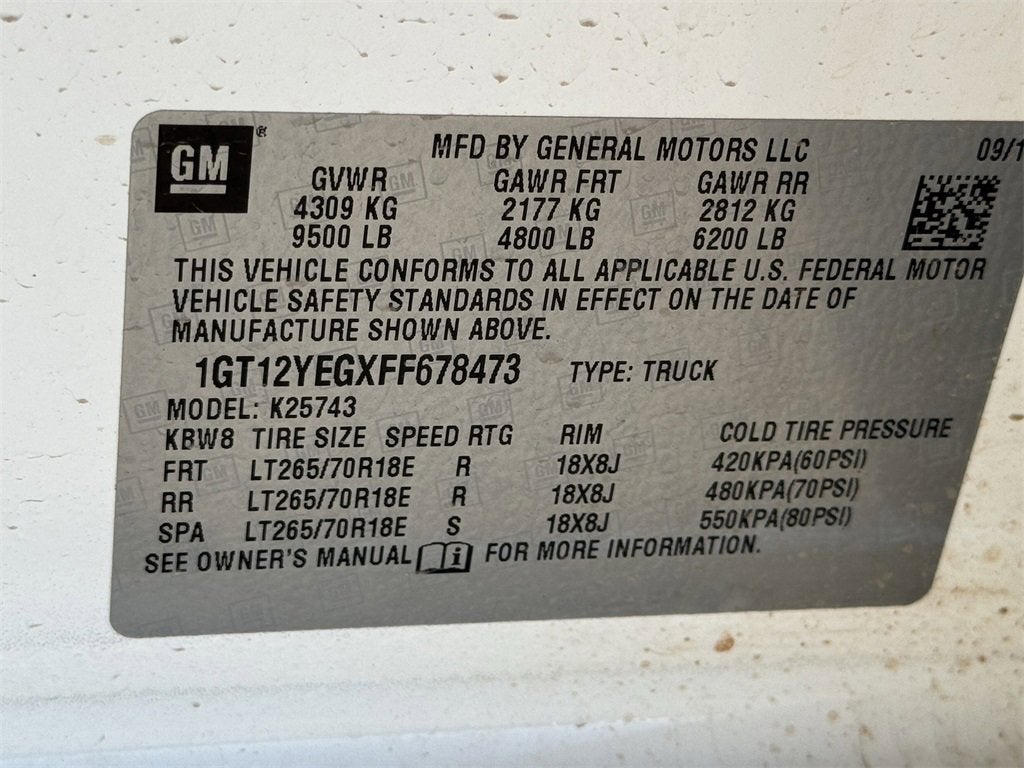 GM
MFD BY GENERAL MOTORS LLC 09/1
GVWR GAWR FRT GAWR RR
4309 KG 2177 KG 2812 KG
9500 LB 4800 LB 6200 LB
THIS VEHICLE CONFORMS TO ALL APPLICABLE U.S. FEDERAL MOTOR
VEHICLE SAFETY STANDARDS IN EFFECT ON THE DATE OF
MANUFACTURE SHOWN ABOVE.
1GT12YEGXFF678473 TYPE: TRUCK
MODEL: K25743
KBW8 TIRE SIZE SPEED RTG RIM COLD TIRE PRESSURE
FRT LT265/70R18E R 18X8J 420KPA(60PSI)
RR LT265/70R18E R 18X8J 480KPA(70PSI)
SPA LT265/70R18E S 18X8J 550KPA(80PSI)
SEE OWNER'S MANUAL i FOR MORE INFORMATION.